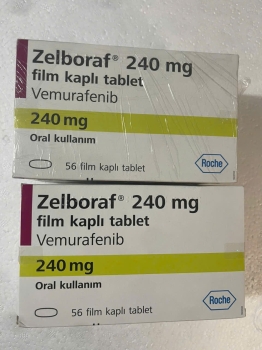 Zelboraf® 240 mg
film kaplı tablet
Vemurafenib
240 mg
Oral kullanım
56 film kaplı tablet
Roche
Zelboraf® 240 mg
film kaplı tablet
Vemurafenib
240 mg
Oral kullanım
56 film kaplı tablet
Roche